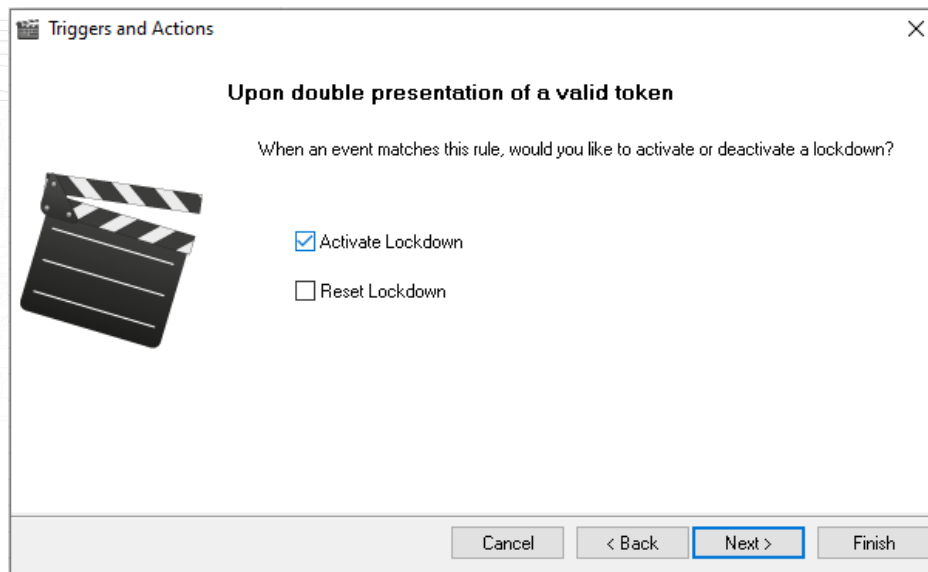 Triggers and Actions
Upon double presentation of a valid token
When an event matches this rule, would you like to activate or deactivate a lockdown?
Activate Lockdown
Reset Lockdown
Cancel
< Back
Next >
Finish